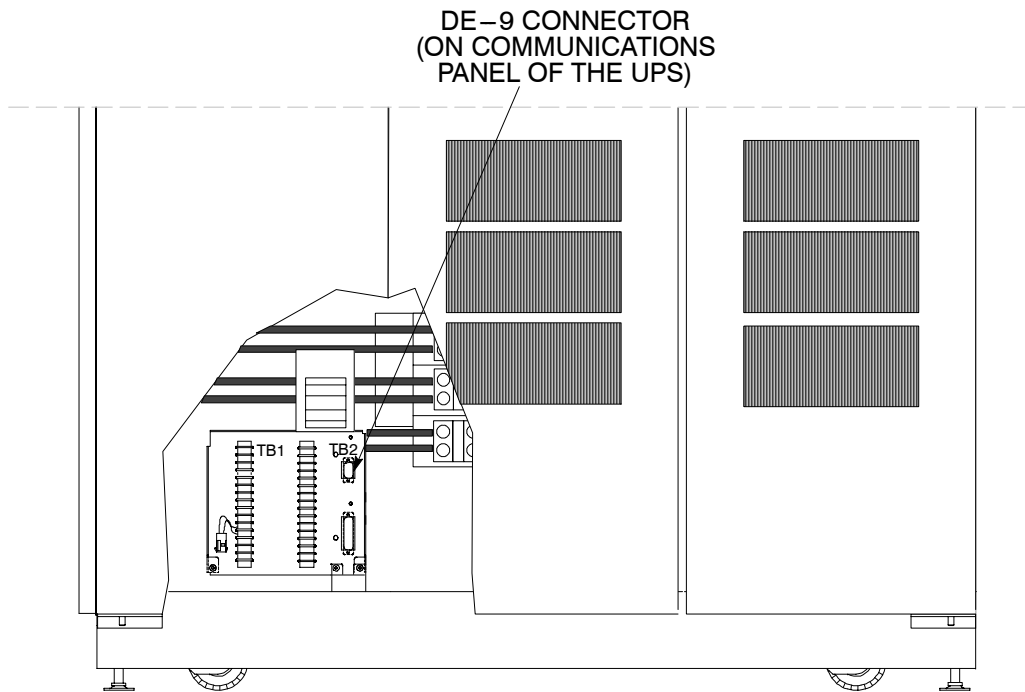 DE–9 CONNECTOR
(ON COMMUNICATIONS
PANEL OF THE UPS)
TB1
TB2